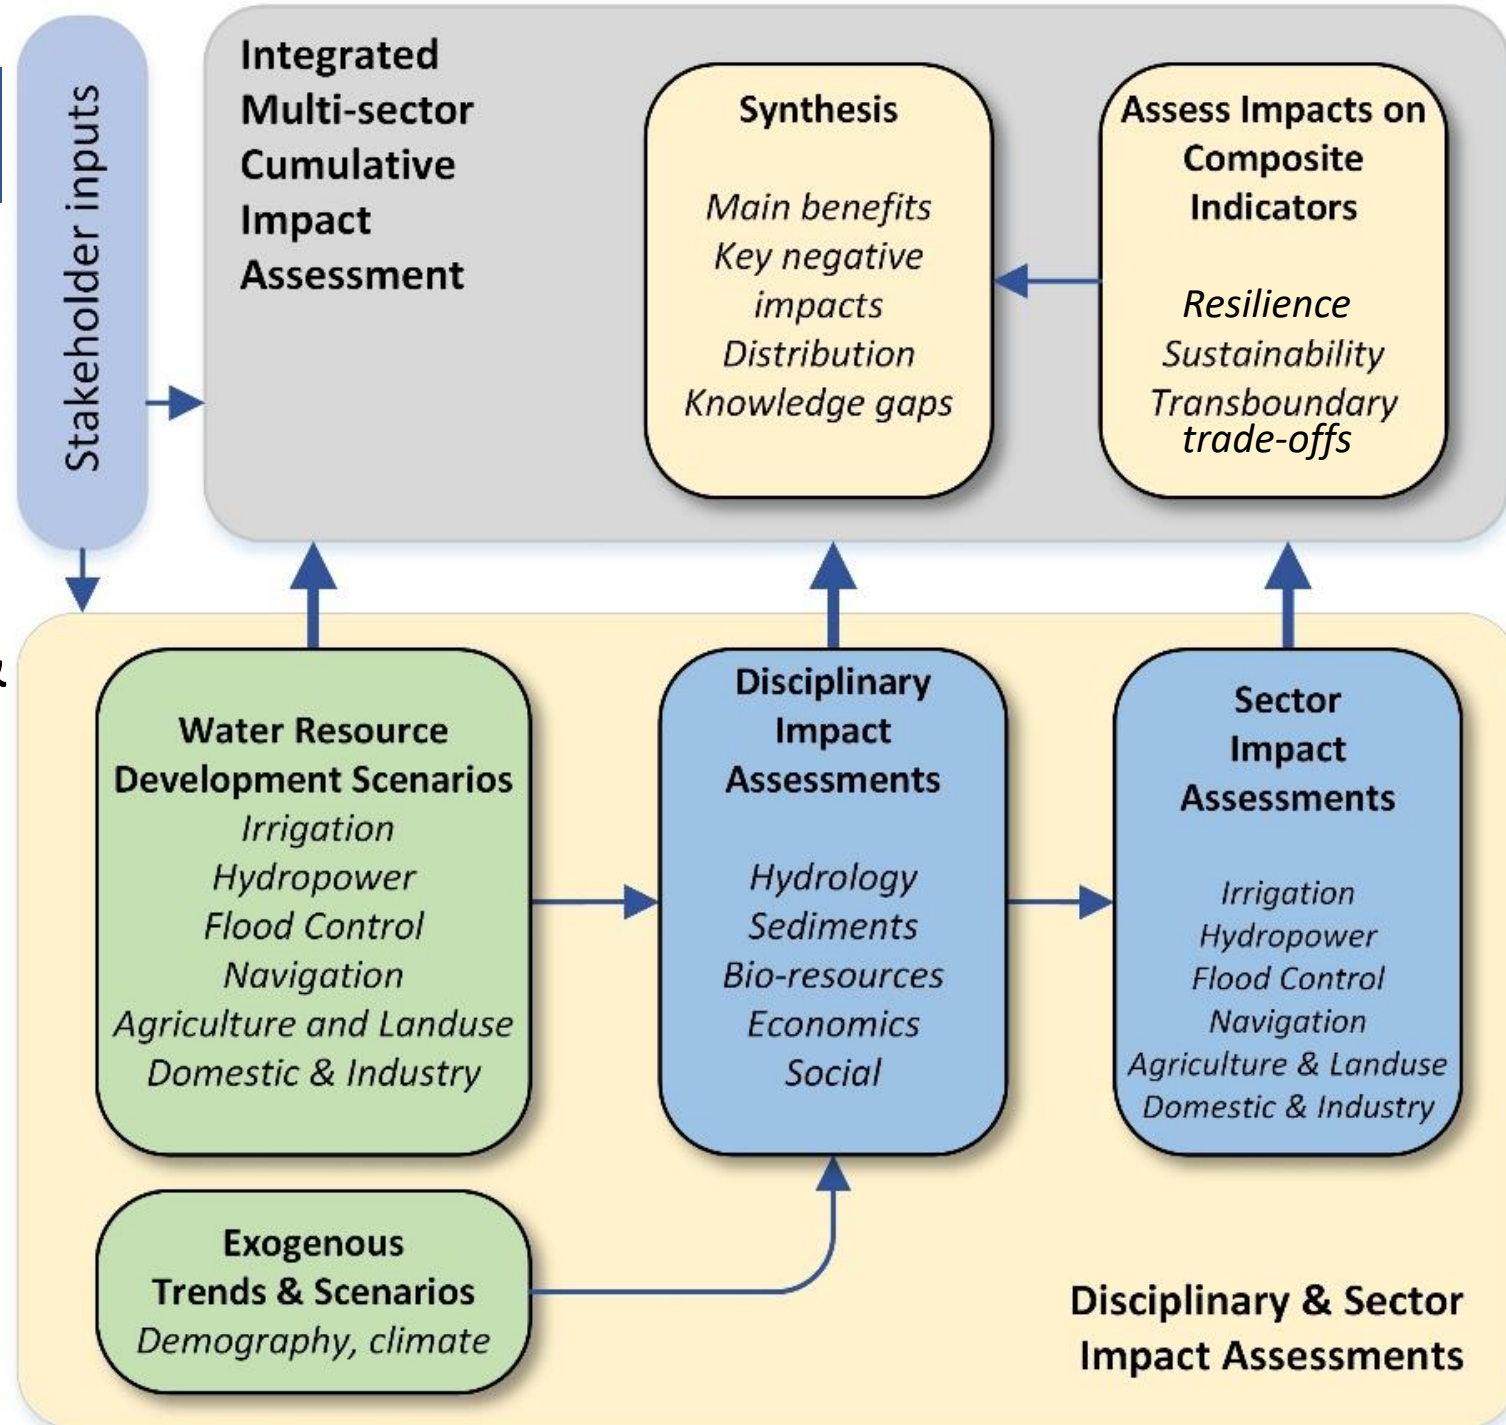 Stakeholder inputs
Integrated
Multi-sector
Cumulative
Impact
Assessment
Synthesis
Main benefits
Key negative
impacts
Distribution
Knowledge gaps
Assess Impacts on
Composite
Indicators
Resilience
Sustainability
Transboundary
trade-offs
&
Water Resource
Development Scenarios
Irrigation
Hydropower
Flood Control
Navigation
Agriculture and Landuse
Domestic & Industry
Disciplinary
Impact
Assessments
Hydrology
Sediments
Bio-resources
Economics
Social
Sector
Impact
Assessments
Irrigation
Hydropower
Flood Control
Navigation
Agriculture & Landuse
Domestic & Industry
Exogenous
Trends & Scenarios
Demography, climate
Disciplinary & Sector
Impact Assessments